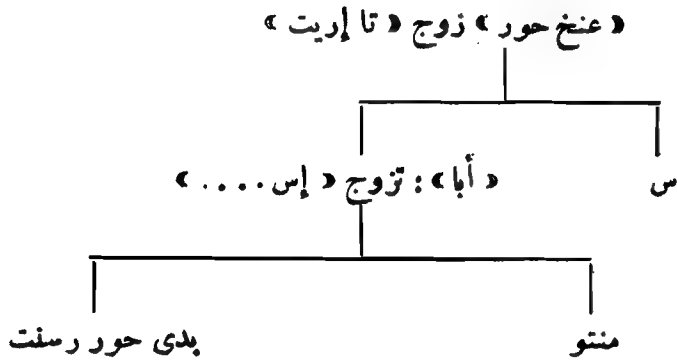 « عنخ حور » زوج « تا إريت »
س « أبا » : تزوج « إس .... »
منتو بدى حور رسنت